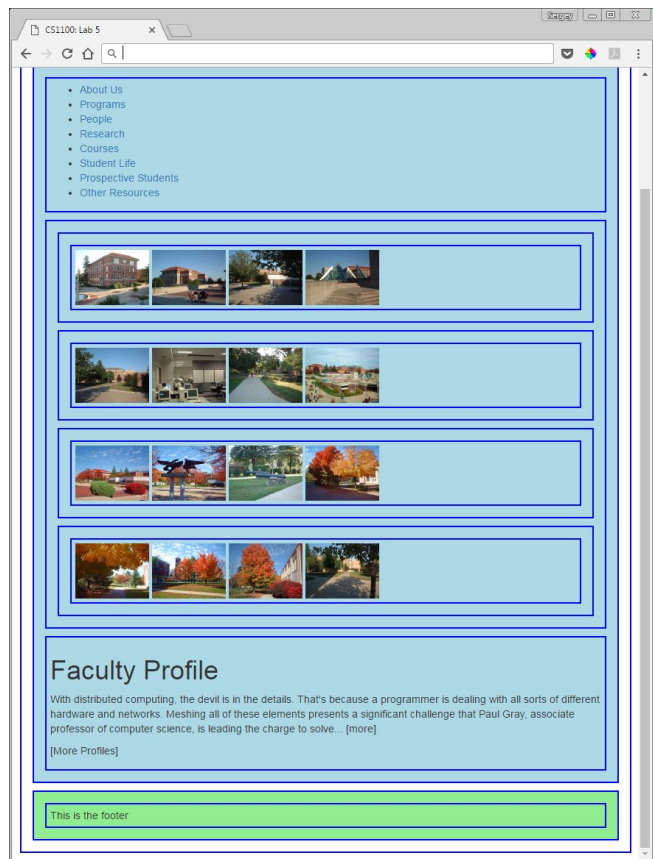 Sergey
CS1100: Lab 5
About Us
Programs
People
Research
Courses
Student Life
Prospective Students
Other Resources
Faculty Profile
With distributed computing, the devil is in the details. That's because a programmer is dealing with all sorts of different
hardware and networks. Meshing all of these elements presents a significant challenge that Paul Gray, associate
professor of computer science, is leading the charge to solve... [more]
[More Profiles]
This is the footer